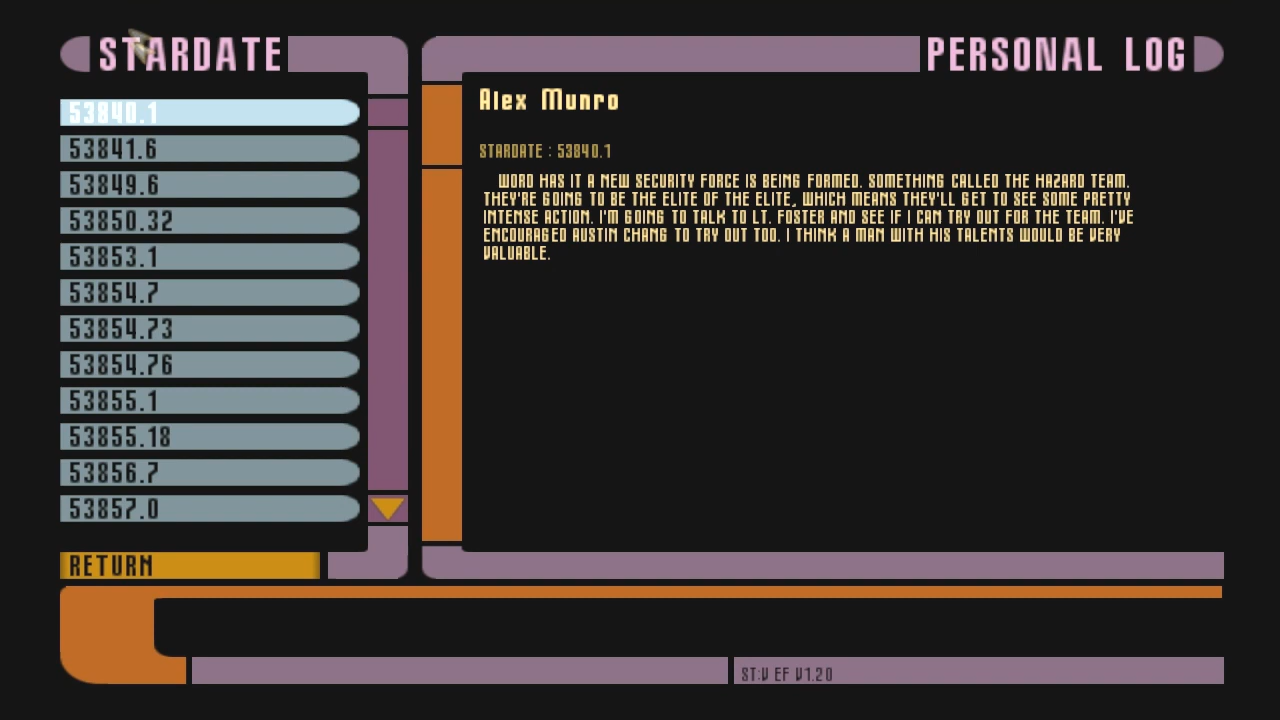 STARDATE
PERSONAL LOG
53840.1
53841.6
53849.6
53850.32
53853.1
53854.7
53854.73
53854.76
53855.1
53855.18
53856.7
53857.0
RETURN
Alex Munro
STARDATE : 53840.1
WORD HAS IT A NEW SECURITY FORCE IS BEING FORMED. SOMETHING CALLED THE HAZARD TEAM.
THEY'RE GOING TO BE THE ELITE OF THE ELITE, WHICH MEANS THEY'LL GET TO SEE SOME PRETTY
INTENSE ACTION. I'M GOING TO TALK TO LT. FOSTER AND SEE IF I CAN TRY OUT FOR THE TEAM. I'VE
ENCOURAGED AUSTIN CHANG TO TRY OUT TOO. I THINK A MAN WITH HIS TALENTS WOULD BE VERY
VALUABLE.
ST:V EF V1.20